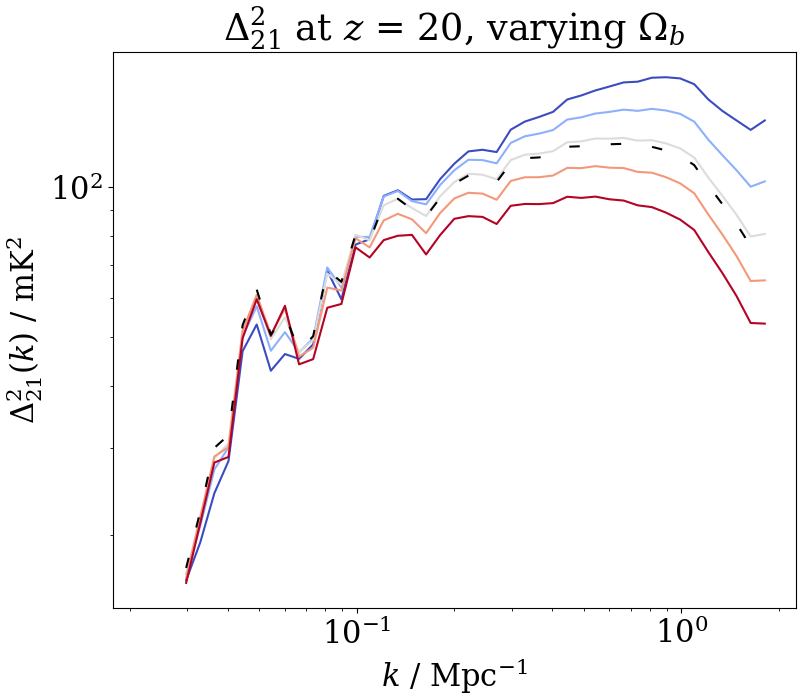 Δ²₂₁ at z = 20, varying Ω_b
Δ²₂₁(k) / mK²
10²
10⁻¹ 10⁰
k / Mpc⁻¹